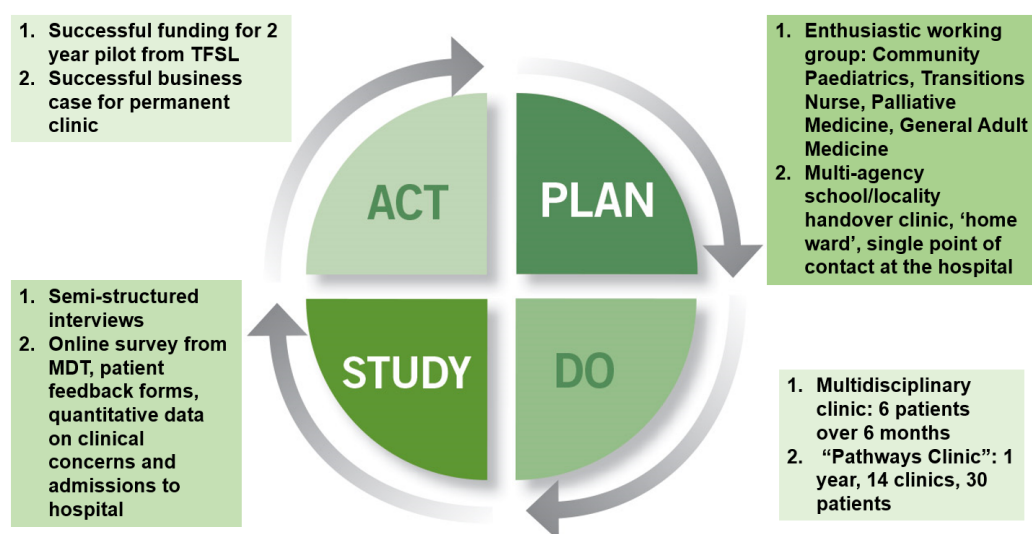 1. Successful funding for 2
year pilot from TFSL
2. Successful business
case for permanent
clinic
1. Enthusiastic working
group: Community
Paediatrics, Transitions
Nurse, Palliative
Medicine, General Adult
Medicine
2. Multi-agency
school/locality
handover clinic, ‘home
ward’, single point of
contact at the hospital
ACT
PLAN
STUDY
DO
1. Semi-structured
interviews
2. Online survey from
MDT, patient
feedback forms,
quantitative data
on clinical
concerns and
admissions to
hospital
1. Multidisciplinary
clinic: 6 patients
over 6 months
2. “Pathways Clinic”: 1
year, 14 clinics, 30
patients